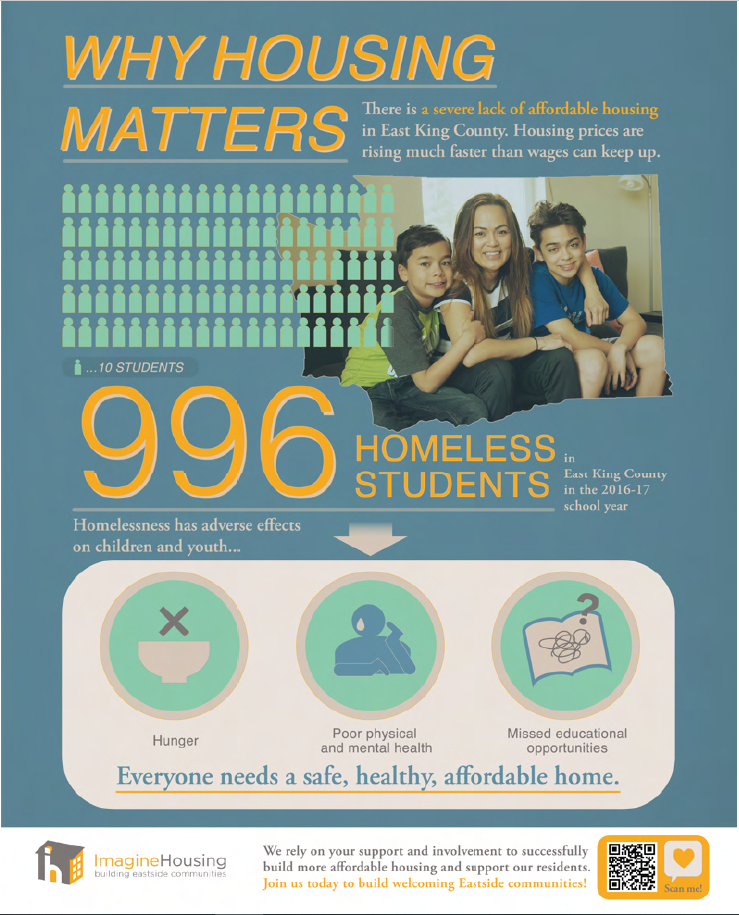 WHY HOUSING
MATTERS
There is a severe lack of affordable housing
in East King County. Housing prices are
rising much faster than wages can keep up.
...10 STUDENTS
996
HOMELESS
STUDENTS
in
East King County
in the 2016-17
school year
Homelessness has adverse effects
on children and youth...
?
Hunger
Poor physical
and mental health
Missed educational
opportunities
Everyone needs a safe, healthy, affordable home.
ImagineHousing
building eastside communities
We rely on your support and involvement to successfully
build more affordable housing and support our residents.
Join us today to build welcoming Eastside communities!
Scan me!